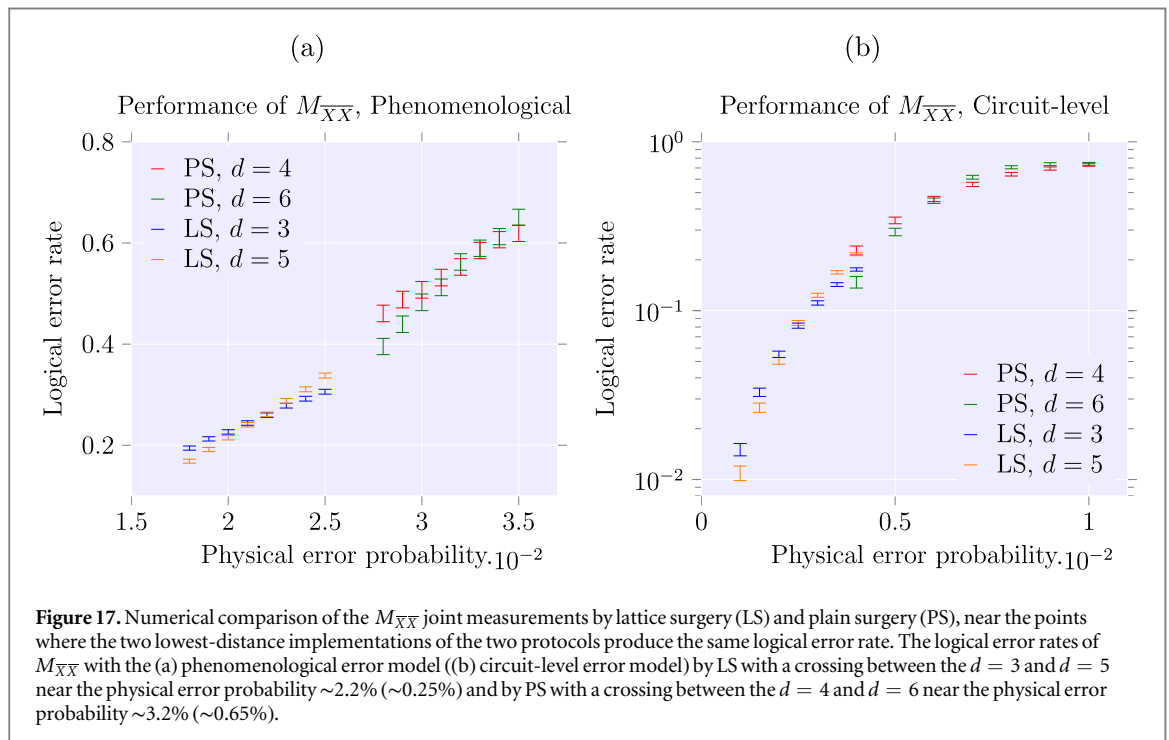 (a)
Performance of M_{\overline{XX}}, Phenomenological
0.8
0.6
0.4
0.2
Logical error rate
PS, d = 4
PS, d = 6
LS, d = 3
LS, d = 5
1.5 2 2.5 3 3.5
Physical error probability.10⁻²
(b)
Performance of M_{\overline{XX}}, Circuit-level
10⁰
10⁻¹
10⁻²
Logical error rate
PS, d = 4
PS, d = 6
LS, d = 3
LS, d = 5
0 0.5 1
Physical error probability.10⁻²
Figure 17. Numerical comparison of the M_{\overline{XX}} joint measurements by lattice surgery (LS) and plain surgery (PS), near the points
where the two lowest-distance implementations of the two protocols produce the same logical error rate. The logical error rates of
M_{\overline{XX}} with the (a) phenomenological error model ((b) circuit-level error model) by LS with a crossing between the d = 3 and d = 5
near the physical error probability ~2.2% (~0.25%) and by PS with a crossing between the d = 4 and d = 6 near the physical error
probability ~3.2% (~0.65%).